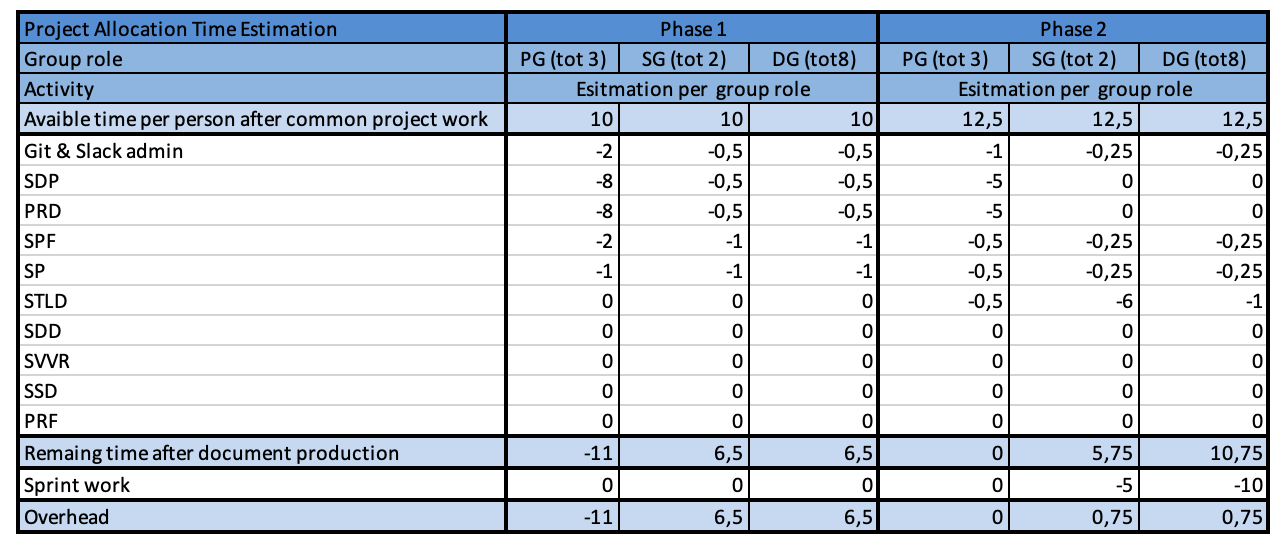 Project Allocation Time Estimation Phase 1 Phase 2
Group role PG (tot 3) SG (tot 2) DG (tot8) PG (tot 3) SG (tot 2) DG (tot8)
Activity Esitmation per group role Esitmation per group role
Avaible time per person after common project work 10 10 10 12,5 12,5 12,5
Git & Slack admin -2 -0,5 -0,5 -1 -0,25 -0,25
SDP -8 -0,5 -0,5 -5 0 0
PRD -8 -0,5 -0,5 -5 0 0
SPF -2 -1 -1 -0,5 -0,25 -0,25
SP -1 -1 -1 -0,5 -0,25 -0,25
STLD 0 0 0 -0,5 -6 -1
SDD 0 0 0 0 0 0
SVVR 0 0 0 0 0 0
SSD 0 0 0 0 0 0
PRF 0 0 0 0 0 0
Remaing time after document production -11 6,5 6,5 0 5,75 10,75
Sprint work 0 0 0 0 -5 -10
Overhead -11 6,5 6,5 0 0,75 0,75